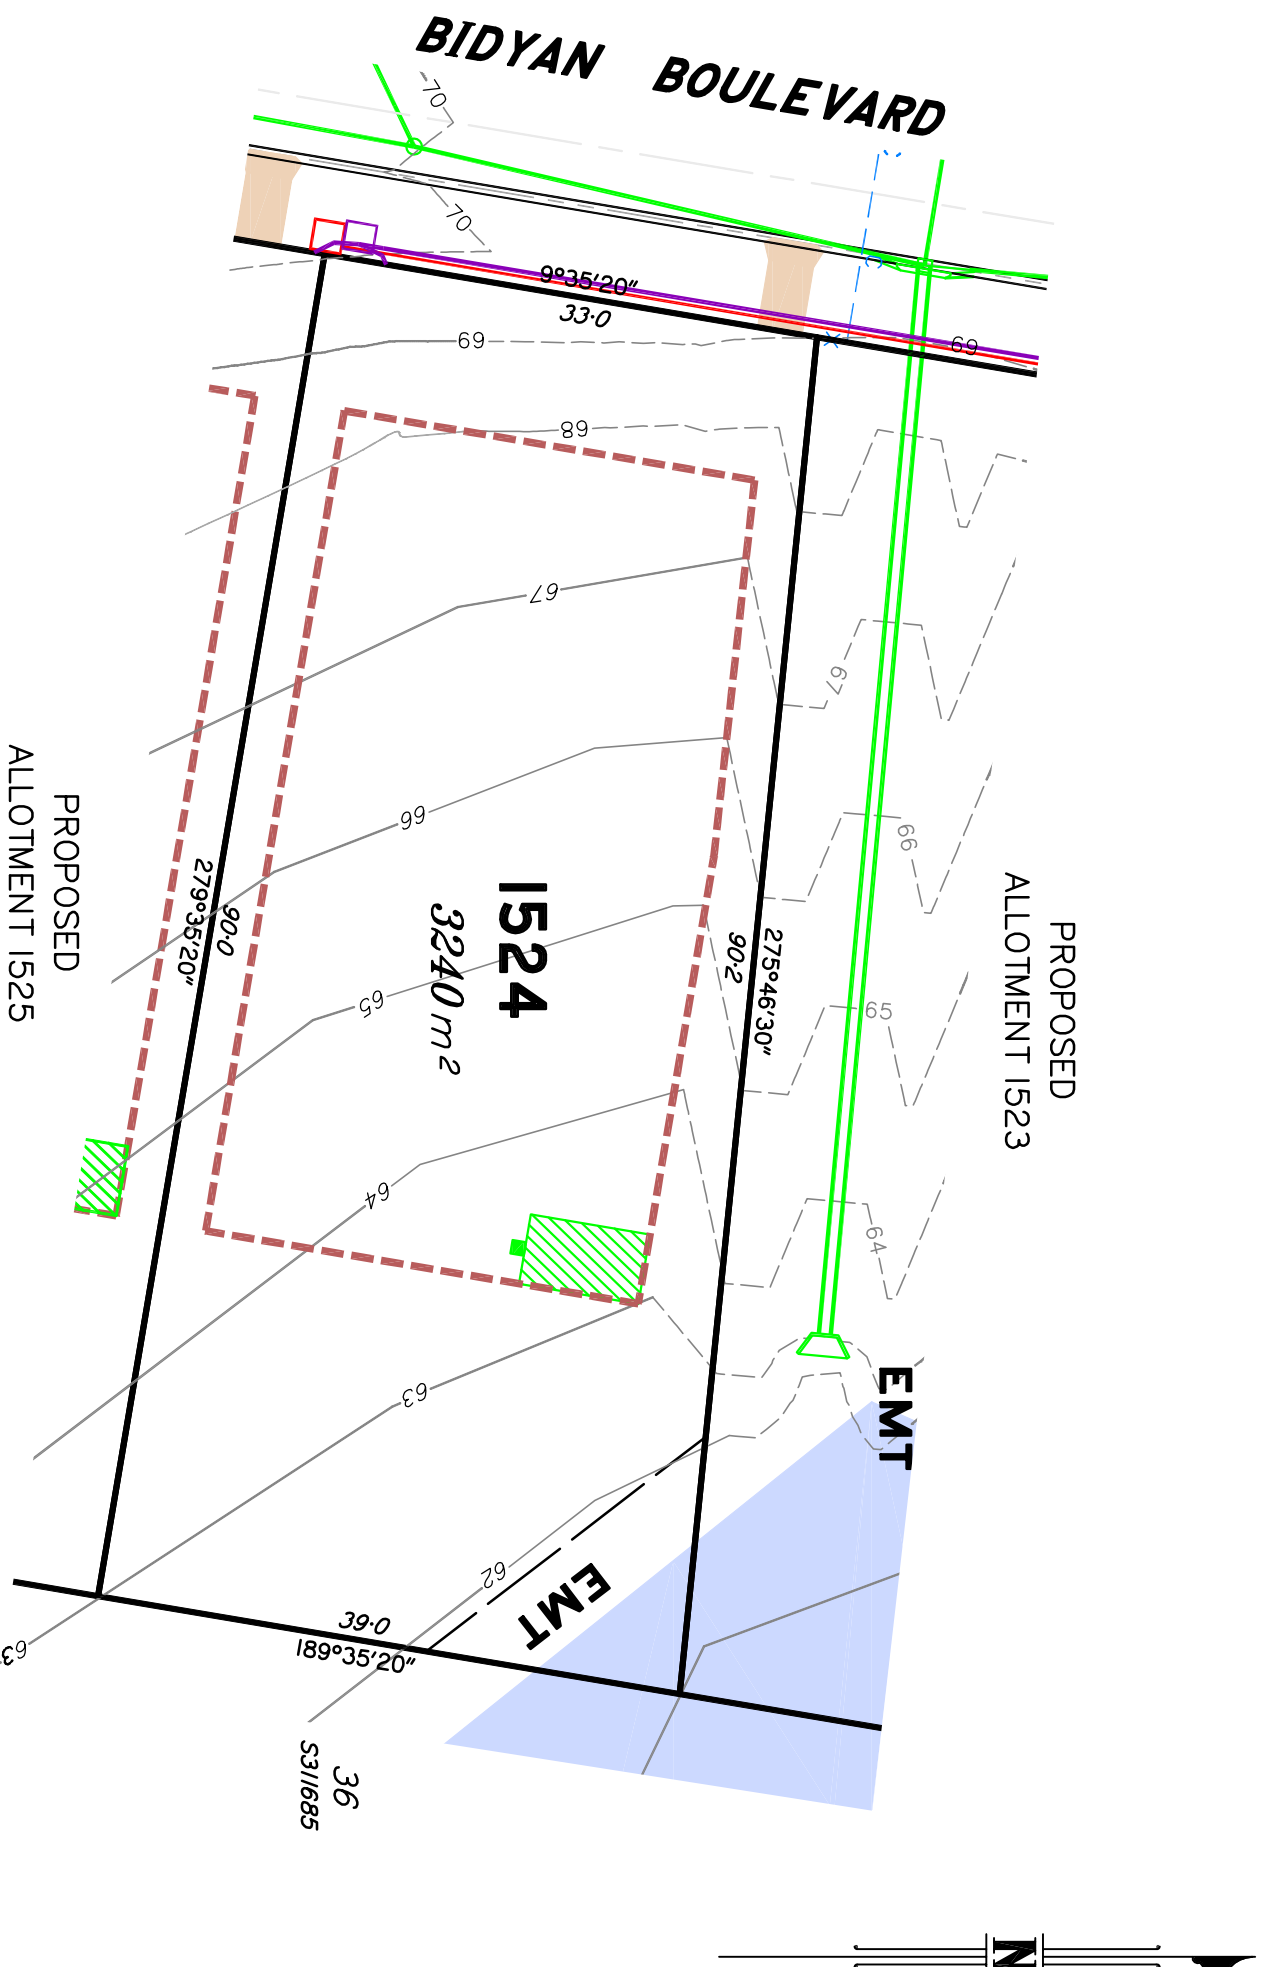 BIDYAN BOULEVARD
70
70
9°35'20"
33·0
69
69
68
67
67
66
66
1524
3240 m²
PROPOSED
ALLOTMENT 1525
279°35'20"
90·0
275°46'30"
90·2
PROPOSED
ALLOTMENT 1523
65
65
64
64
63
EMT
62
EMT
39·0
189°35'20"
63
36
S311685
N